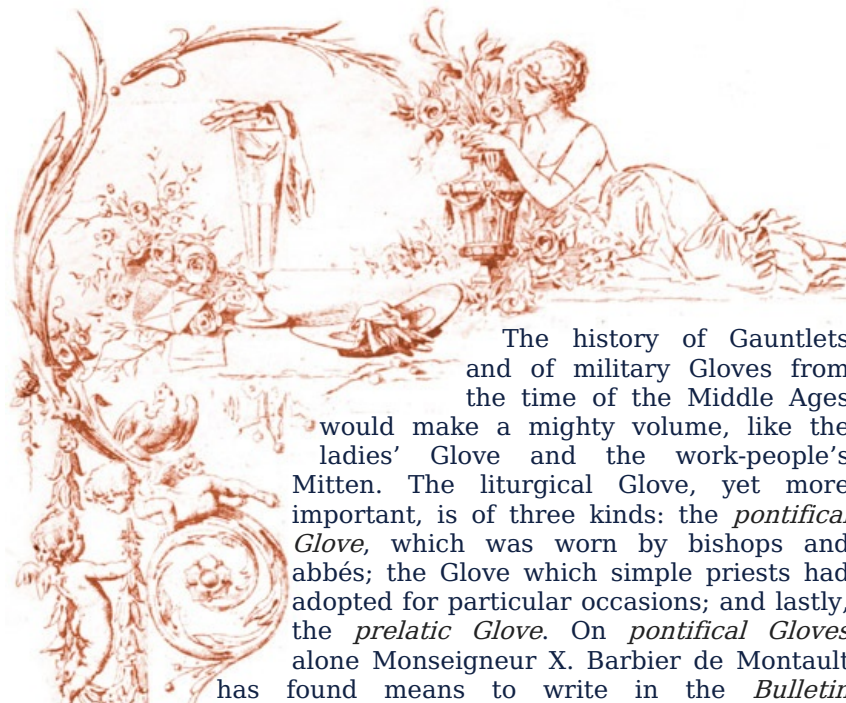 The history of Gauntlets
and of military Gloves from
the time of the Middle Ages
would make a mighty volume, like the
ladies’ Glove and the work-people’s
Mitten. The liturgical Glove, yet more
important, is of three kinds: the pontifical
Glove, which was worn by bishops and
abbés; the Glove which simple priests had
adopted for particular occasions; and lastly,
the prelatic Glove. On pontifical Gloves
alone Monseigneur X. Barbier de Montault
has found means to write in the Bulletin